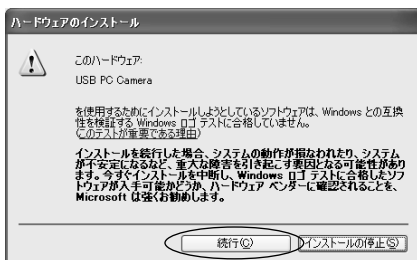 ハードウェアのインストール
このハードウェア:
USB PC Camera
を使用するためにインストールしようとしているソフトウェアは、Windows との互換
性を検証する Windows ロゴ テストに合格していません。
(このテストが重要である理由)
インストールを続行した場合、システムの動作が損なわれたり、システム
が不安定になるなど、重大な障害を引き起こす要因となる可能性があり
ます。今すぐインストールを中断し、Windows ロゴ テストに合格したソフ
トウェアが入手可能かどうか、ハードウェア ベンダーに確認されることを、
Microsoft は強くお勧めします。
続行(C)
インストールの停止(S)